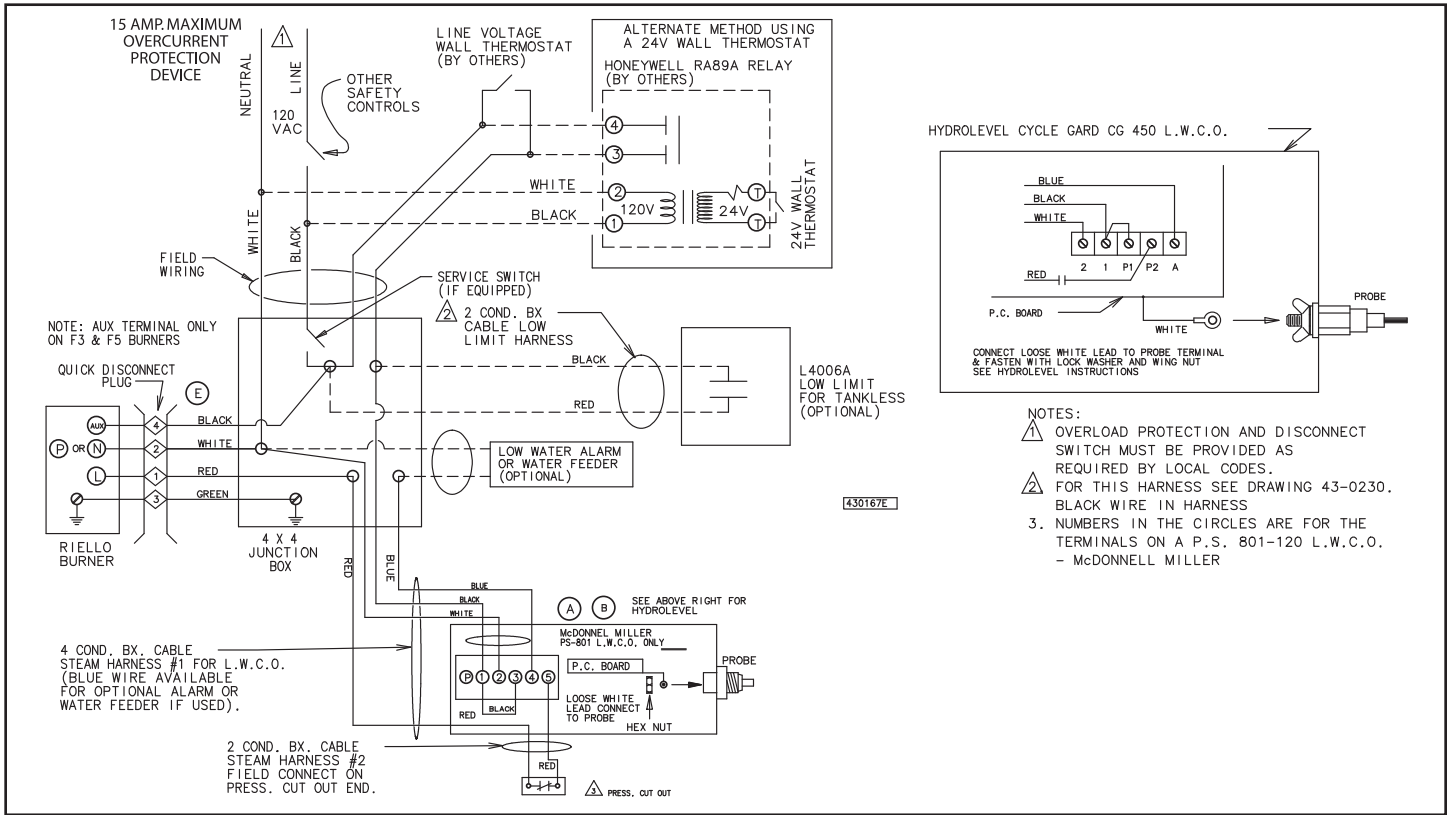 15 AMP. MAXIMUM
OVERCURRENT
PROTECTION
DEVICE
1
NEUTRAL
LINE
120
VAC
OTHER
SAFETY
CONTROLS
LINE VOLTAGE
WALL THERMOSTAT
(BY OTHERS)
ALTERNATE METHOD USING
A 24V WALL THERMOSTAT
HONEYWELL RA89A RELAY
(BY OTHERS)
4
3
2
1
WHITE
BLACK
120V
24V
T
T
24V WALL
THERMOSTAT
WHITE
BLACK
FIELD
WIRING
SERVICE SWITCH
(IF EQUIPPED)
2
2 COND. BX
CABLE LOW
LIMIT HARNESS
BLACK
RED
L4006A
LOW LIMIT
FOR TANKLESS
(OPTIONAL)
NOTE: AUX TERMINAL ONLY
ON F3 & F5 BURNERS
QUICK DISCONNECT
PLUG
E
AUX
P OR N
L
4
2
1
3
BLACK
WHITE
RED
GREEN
RIELLO
BURNER
4 X 4
JUNCTION
BOX
LOW WATER ALARM
OR WATER FEEDER
(OPTIONAL)
430167E
RED
BLUE
BLUE
BLACK
WHITE
A
B
SEE ABOVE RIGHT FOR
HYDROLEVEL
McDONNEL MILLER
PS-801 L.W.C.O. ONLY
P 1 2 3 4 5
BLACK
RED
P.C. BOARD
LOOSE WHITE
LEAD CONNECT
TO PROBE
HEX NUT
PROBE
4 COND. BX. CABLE
STEAM HARNESS #1 FOR L.W.C.O.
(BLUE WIRE AVAILABLE
FOR OPTIONAL ALARM OR
WATER FEEDER IF USED).
2 COND. BX. CABLE
STEAM HARNESS #2
FIELD CONNECT ON
PRESS. CUT OUT END.
RED
3 PRESS. CUT OUT
HYDROLEVEL CYCLE GARD CG 450 L.W.C.O.
BLUE
BLACK
WHITE
2 1 P1 P2 A
RED
P.C. BOARD
WHITE
PROBE
CONNECT LOOSE WHITE LEAD TO PROBE TERMINAL
& FASTEN WITH LOCK WASHER AND WING NUT
SEE HYDROLEVEL INSTRUCTIONS
NOTES:
1 OVERLOAD PROTECTION AND DISCONNECT
SWITCH MUST BE PROVIDED AS
REQUIRED BY LOCAL CODES.
2 FOR THIS HARNESS SEE DRAWING 43-0230.
BLACK WIRE IN HARNESS
3. NUMBERS IN THE CIRCLES ARE FOR THE
TERMINALS ON A P.S. 801-120 L.W.C.O.
- McDONNELL MILLER